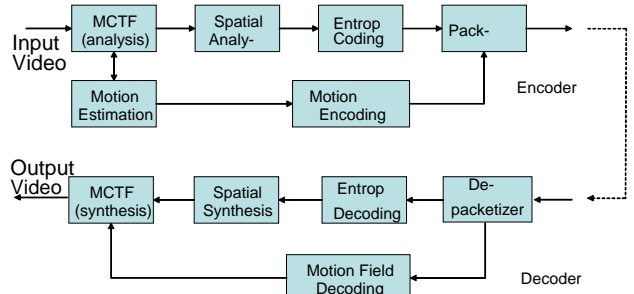 Input
Video
MCTF
(analysis)
Spatial
Analy-
Entrop
Coding
Pack-
Motion
Estimation
Motion
Encoding
Encoder
Output
Video
MCTF
(synthesis)
Spatial
Synthesis
Entrop
Decoding
De-
packetizer
Motion Field
Decoding
Decoder